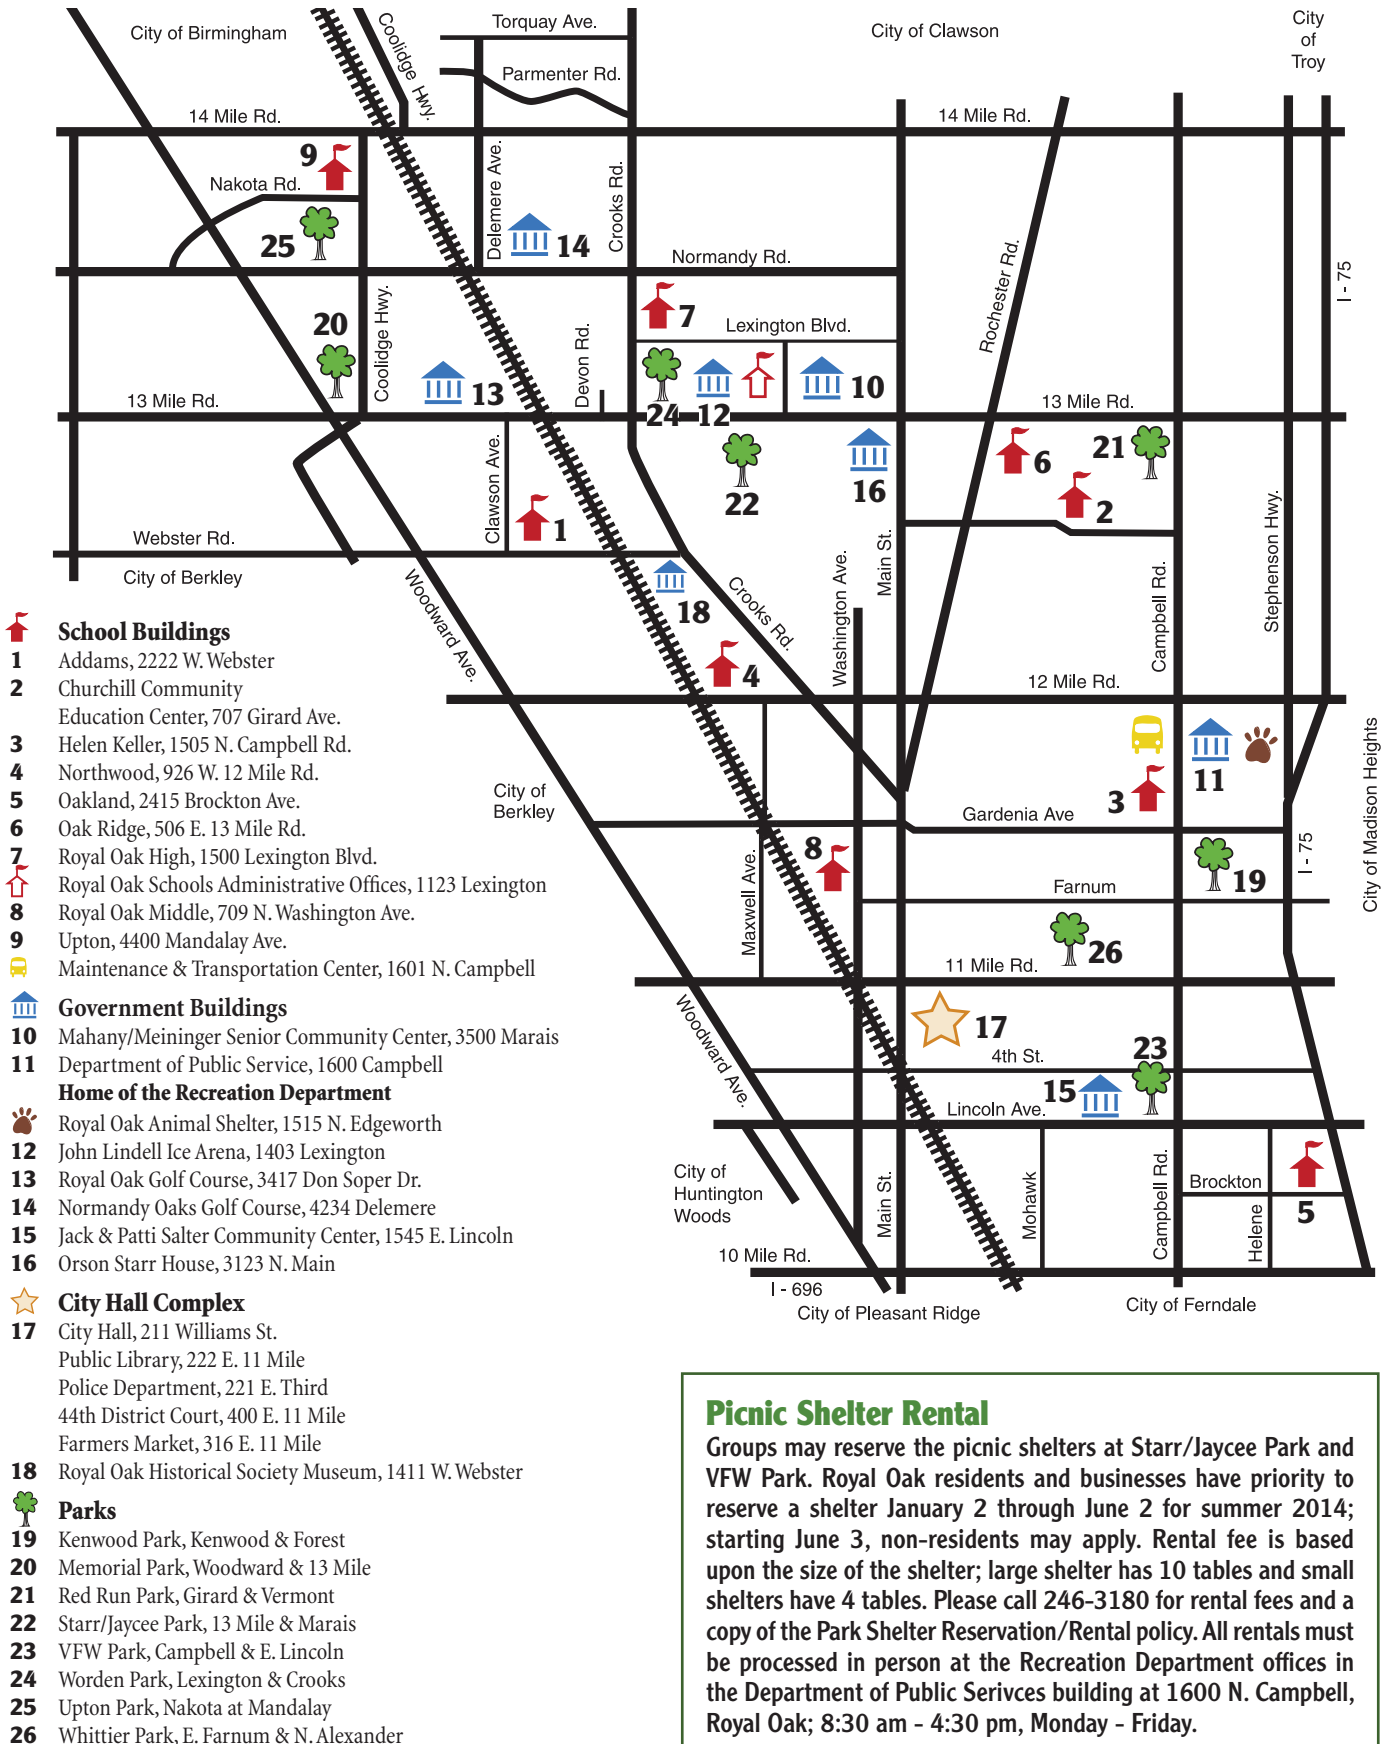 City of Birmingham
Coolidge Hwy.
Torquay Ave.
Parmenter Rd.
City of Clawson
City
of
Troy
14 Mile Rd.
14 Mile Rd.
9
Nakota Rd.
25
Delemere Ave.
14
Crooks Rd.
Normandy Rd.
Rochester Rd.
I - 75
20
Coolidge Hwy.
13
Devon Rd.
7
Lexington Blvd.
24
12
10
13 Mile Rd.
13 Mile Rd.
Clawson Ave.
1
22
16
6
21
2
Webster Rd.
City of Berkley
Woodward Ave.
18
Crooks Rd.
Washington Ave.
Main St.
Campbell Rd.
Stephenson Hwy.
4
12 Mile Rd.
City of
Berkley
11
3
Gardenia Ave
City of Madison Heights
Maxwell Ave.
8
19
I - 75
Farnum
26
11 Mile Rd.
Woodward Ave.
17
4th St.
23
15
Lincoln Ave.
City of
Huntington
Woods
Main St.
Mohawk
Campbell Rd.
Brockton
Helene
5
10 Mile Rd.
I - 696
City of Pleasant Ridge
City of Ferndale
School Buildings
1 Addams, 2222 W. Webster
2 Churchill Community
Education Center, 707 Girard Ave.
3 Helen Keller, 1505 N. Campbell Rd.
4 Northwood, 926 W. 12 Mile Rd.
5 Oakland, 2415 Brockton Ave.
6 Oak Ridge, 506 E. 13 Mile Rd.
7 Royal Oak High, 1500 Lexington Blvd.
Royal Oak Schools Administrative Offices, 1123 Lexington
8 Royal Oak Middle, 709 N. Washington Ave.
9 Upton, 4400 Mandalay Ave.
Maintenance & Transportation Center, 1601 N. Campbell
Government Buildings
10 Mahany/Meininger Senior Community Center, 3500 Marais
11 Department of Public Service, 1600 Campbell
Home of the Recreation Department
Royal Oak Animal Shelter, 1515 N. Edgeworth
12 John Lindell Ice Arena, 1403 Lexington
13 Royal Oak Golf Course, 3417 Don Soper Dr.
14 Normandy Oaks Golf Course, 4234 Delemere
15 Jack & Patti Salter Community Center, 1545 E. Lincoln
16 Orson Starr House, 3123 N. Main
City Hall Complex
17 City Hall, 211 Williams St.
Public Library, 222 E. 11 Mile
Police Department, 221 E. Third
44th District Court, 400 E. 11 Mile
Farmers Market, 316 E. 11 Mile
18 Royal Oak Historical Society Museum, 1411 W. Webster
Parks
19 Kenwood Park, Kenwood & Forest
20 Memorial Park, Woodward & 13 Mile
21 Red Run Park, Girard & Vermont
22 Starr/Jaycee Park, 13 Mile & Marais
23 VFW Park, Campbell & E. Lincoln
24 Worden Park, Lexington & Crooks
25 Upton Park, Nakota at Mandalay
26 Whittier Park, E. Farnum & N. Alexander
Picnic Shelter Rental
Groups may reserve the picnic shelters at Starr/Jaycee Park and
VFW Park. Royal Oak residents and businesses have priority to
reserve a shelter January 2 through June 2 for summer 2014;
starting June 3, non-residents may apply. Rental fee is based
upon the size of the shelter; large shelter has 10 tables and small
shelters have 4 tables. Please call 246-3180 for rental fees and a
copy of the Park Shelter Reservation/Rental policy. All rentals must
be processed in person at the Recreation Department offices in
the Department of Public Serivces building at 1600 N. Campbell,
Royal Oak; 8:30 am - 4:30 pm, Monday - Friday.